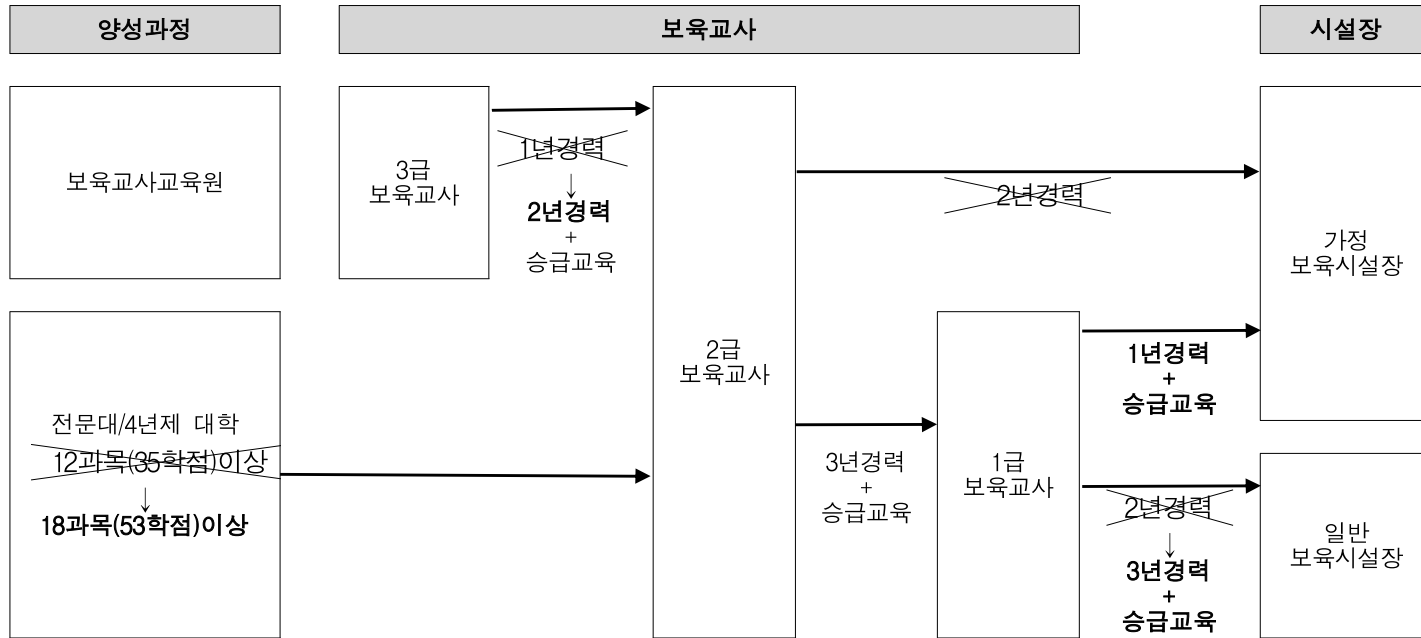 양성과정
보육교사
시설장
보육교사교육원
3급
보육교사
1년경력
↓
2년경력
+
승급교육
2년경력
가정
보육시설장
전문대/4년제 대학
12과목(35학점)이상
↓
18과목(53학점)이상
2급
보육교사
3년경력
+
승급교육
1급
보육교사
1년경력
+
승급교육
2년경력
↓
3년경력
+
승급교육
일반
보육시설장